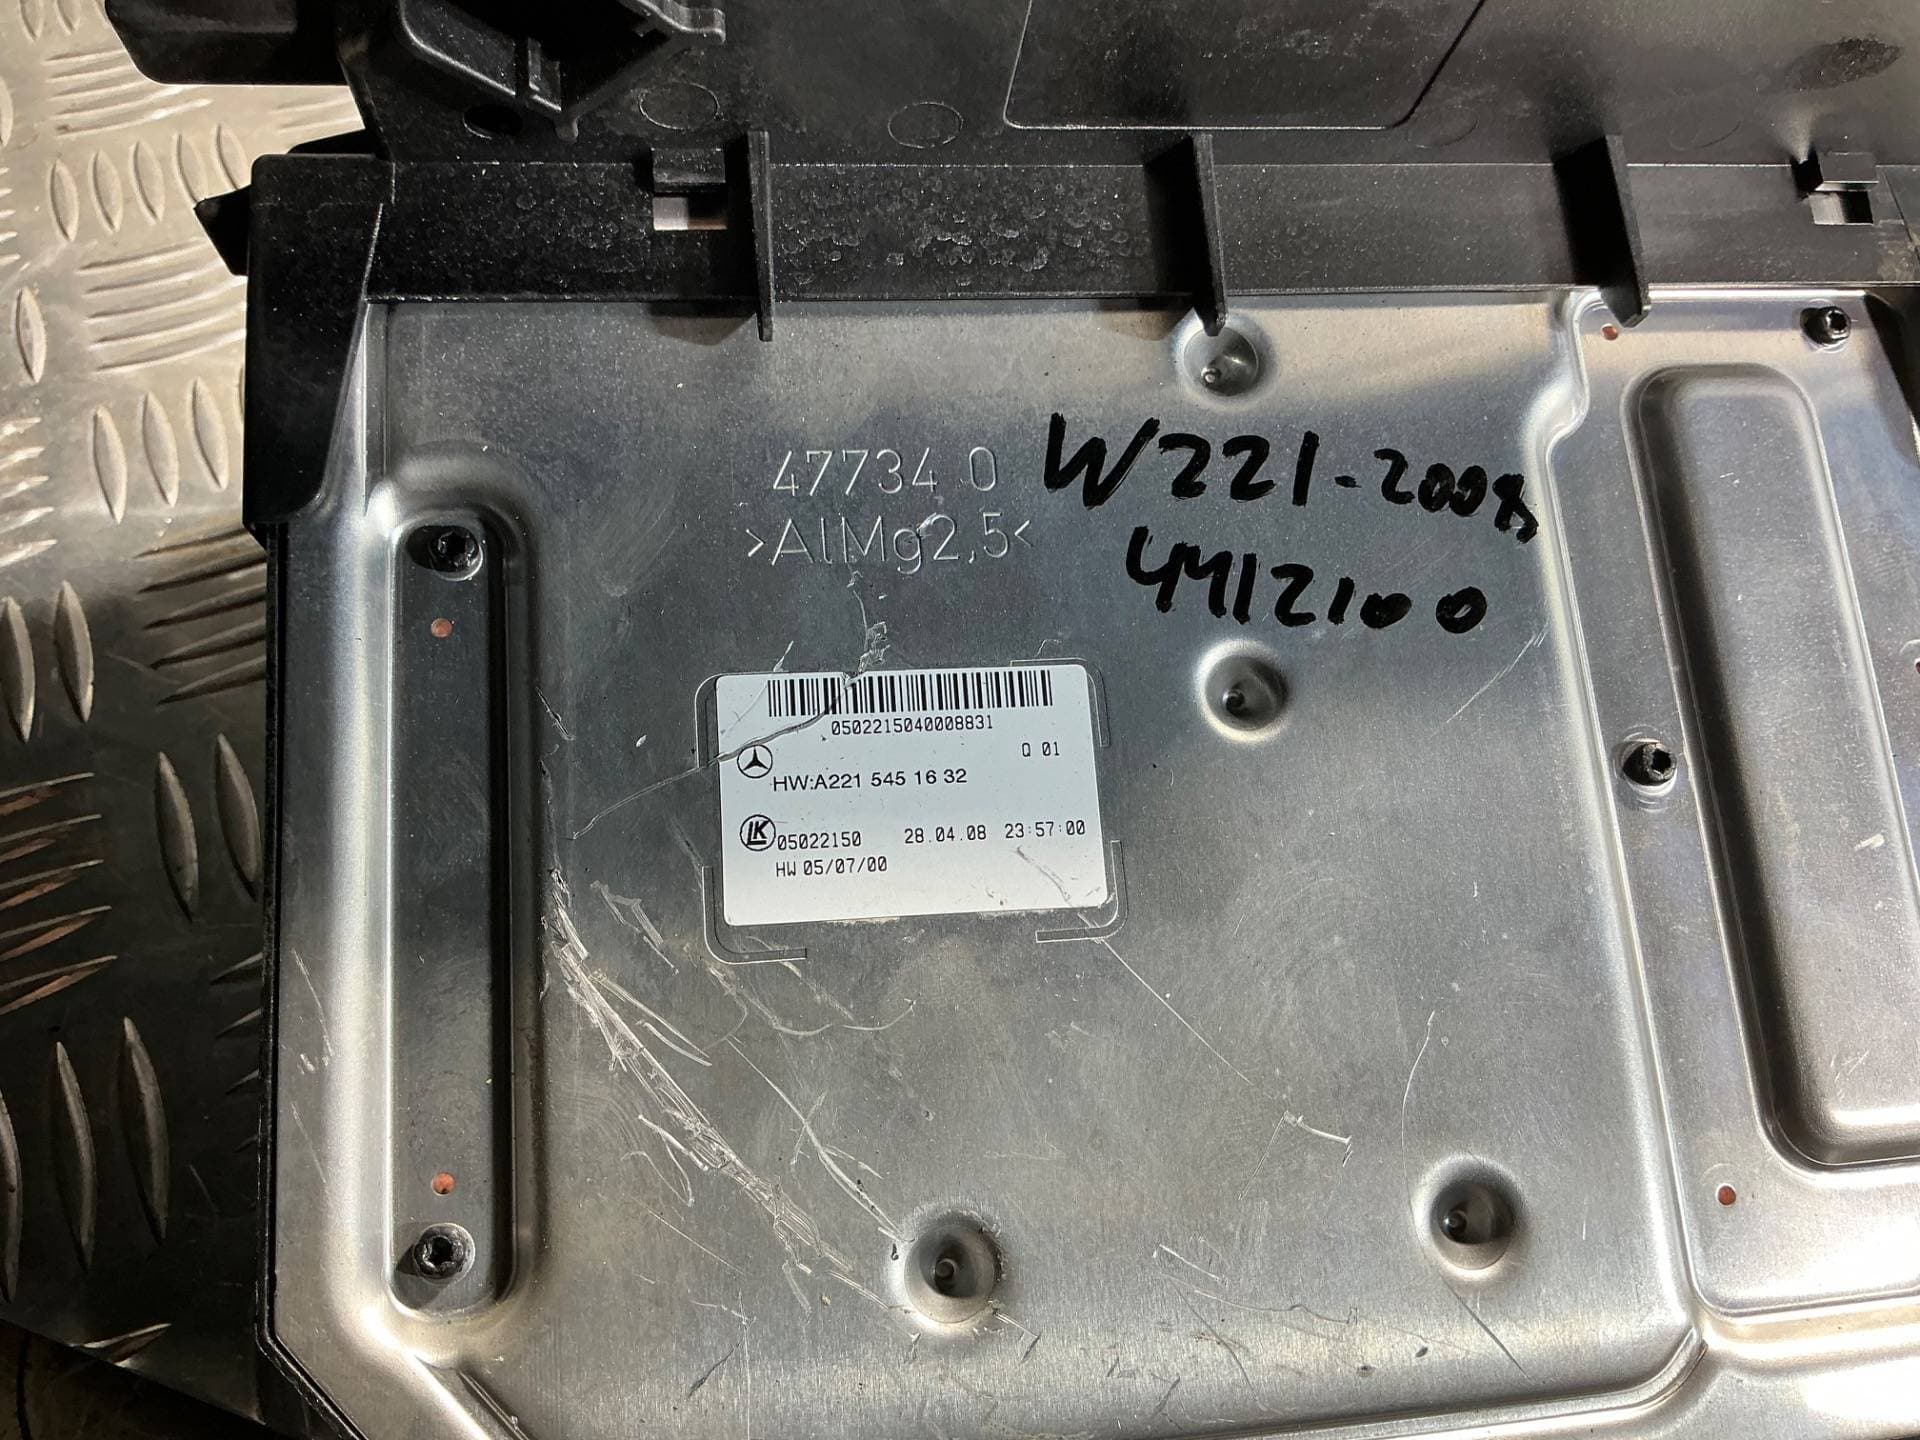 47734 0
>AlMg2,5<
W221-2008
4412100
0502215040008831
Q 01
HW:A221 545 16 32
LK 05022150 28.04.08 23:57:00
HW 05/07/00